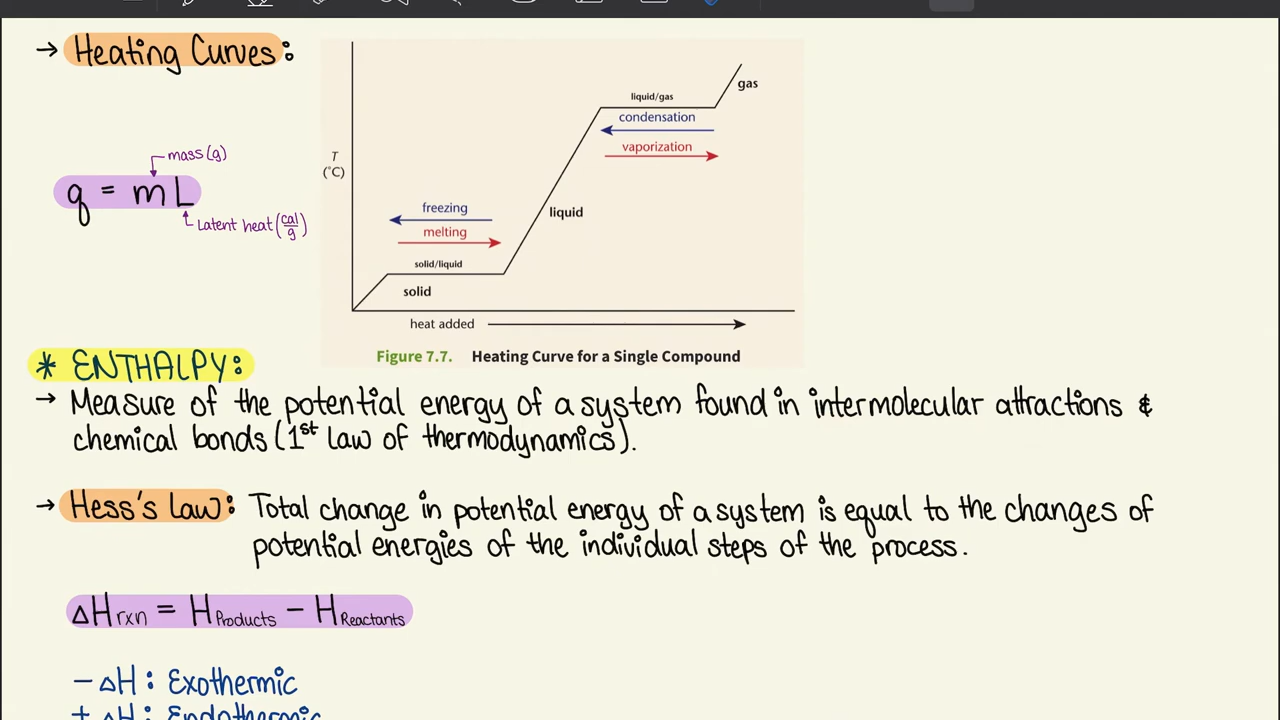 → Heating Curves:
mass (g)
q = mL
Latent heat (cal/g)
T
(°C)
liquid/gas
gas
condensation
vaporization
freezing
melting
liquid
solid/liquid
solid
heat added
Figure 7.7. Heating Curve for a Single Compound
* ENTHALPY:
→ Measure of the potential energy of a system found in intermolecular attractions &
chemical bonds (1st law of thermodynamics).
→ Hess's law: Total change in potential energy of a system is equal to the changes of
potential energies of the individual steps of the process.
ΔHrxn = HProducts − HReactants
− ΔH: Exothermic
+ ΔH: Endothermic